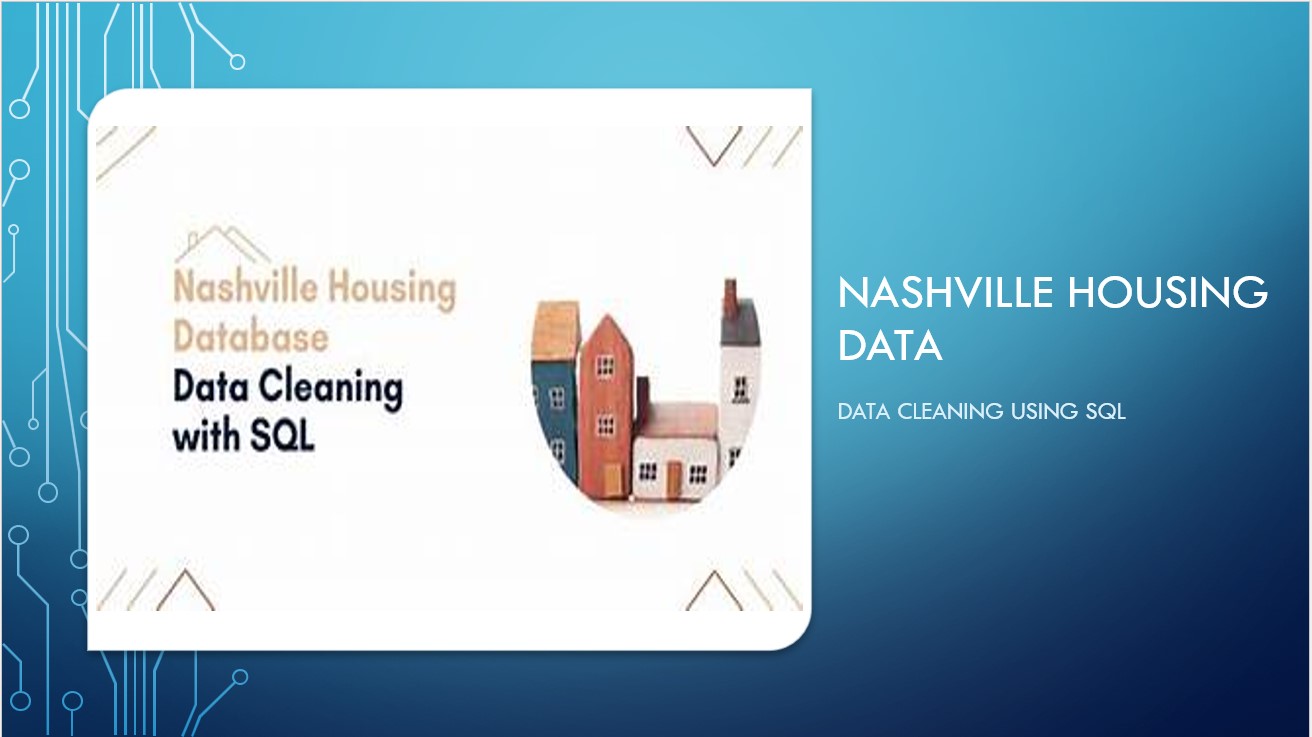 Nashville Housing
Database
Data Cleaning
with SQL
NASHVILLE HOUSING
DATA
DATA CLEANING USING SQL